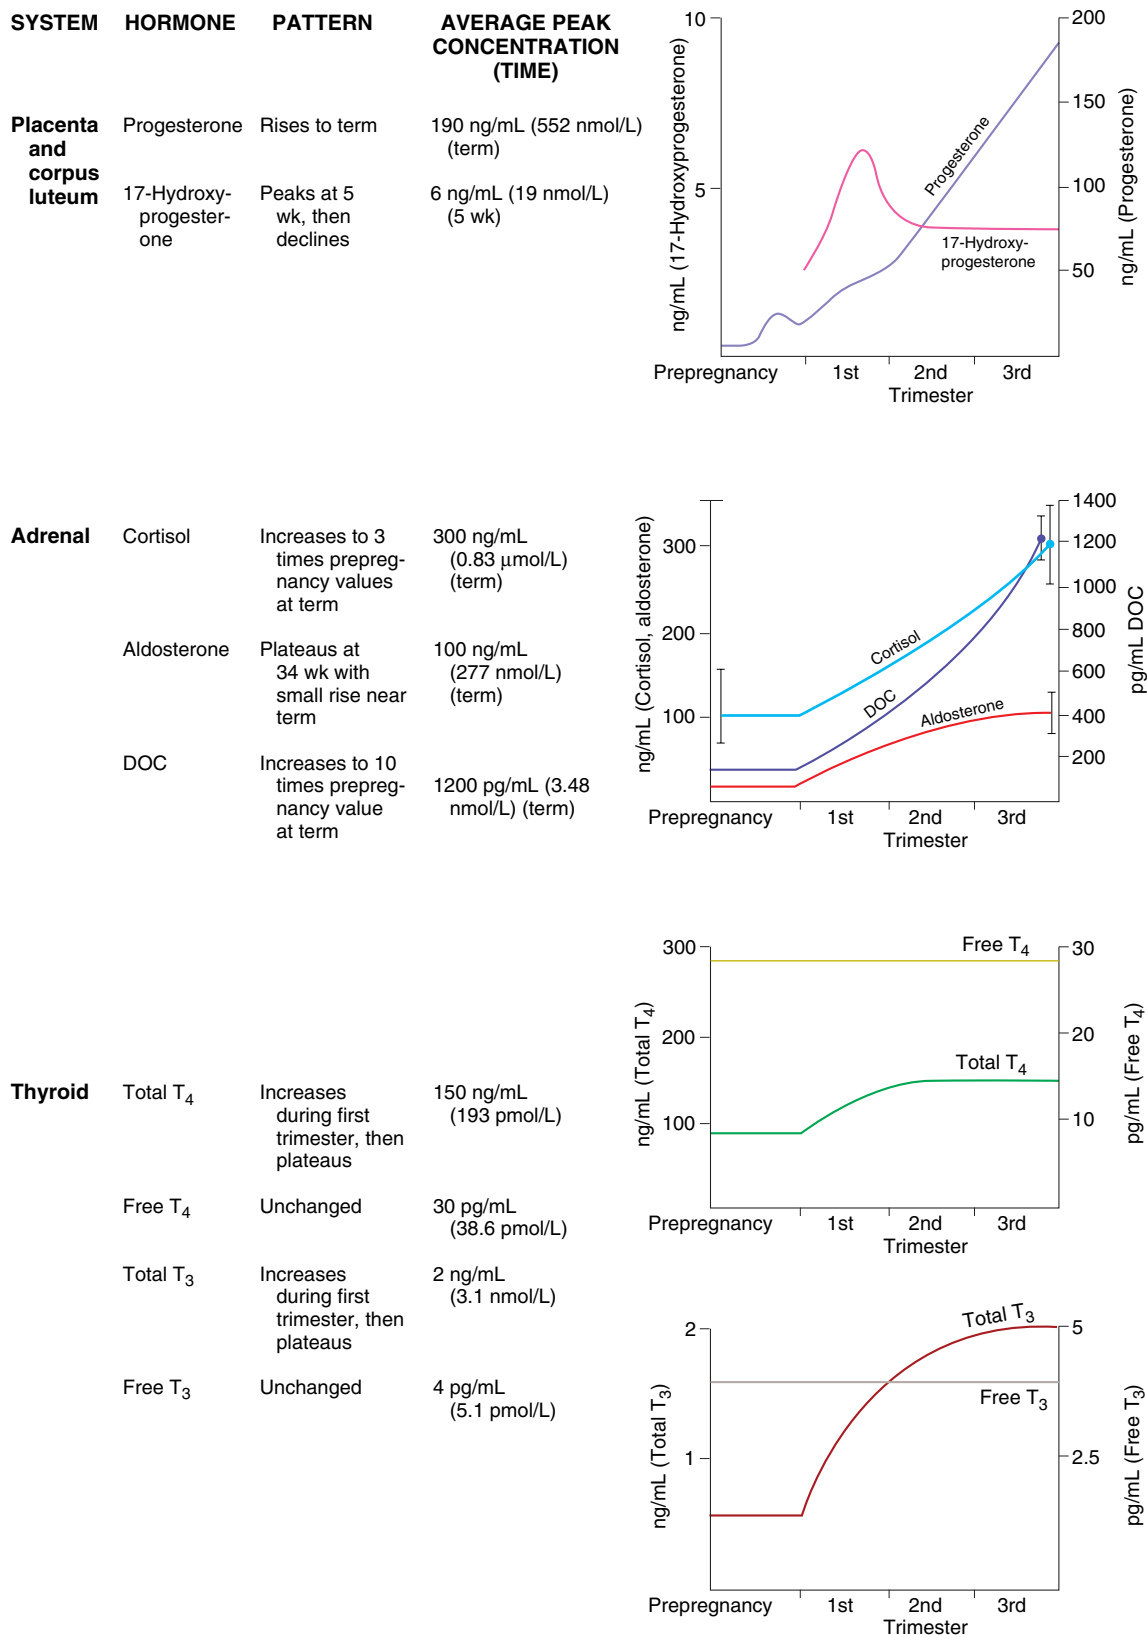 SYSTEM HORMONE PATTERN AVERAGE PEAK
CONCENTRATION
(TIME)
Placenta
and
corpus
luteum
Progesterone Rises to term 190 ng/mL (552 nmol/L)
(term)
17-Hydroxy-
progester-
one
Peaks at 5
wk, then
declines
6 ng/mL (19 nmol/L)
(5 wk)
10
5
ng/mL (17-Hydroxyprogesterone)
200
150
100
50
ng/mL (Progesterone)
Progesterone
17-Hydroxy-
progesterone
Prepregnancy 1st 2nd 3rd
Trimester
Adrenal
Cortisol
Increases to 3
times prepreg-
nancy values
at term
300 ng/mL
(0.83 μmol/L)
(term)
Aldosterone
Plateaus at
34 wk with
small rise near
term
100 ng/mL
(277 nmol/L)
(term)
DOC
Increases to 10
times prepreg-
nancy value
at term
1200 pg/mL (3.48
nmol/L) (term)
300
200
100
ng/mL (Cortisol, aldosterone)
1400
1200
1000
800
600
400
200
pg/mL DOC
Cortisol
DOC
Aldosterone
Prepregnancy 1st 2nd 3rd
Trimester
Thyroid
Total T4
Increases
during first
trimester, then
plateaus
150 ng/mL
(193 pmol/L)
Free T4
Unchanged
30 pg/mL
(38.6 pmol/L)
Total T3
Increases
during first
trimester, then
plateaus
2 ng/mL
(3.1 nmol/L)
Free T3
Unchanged
4 pg/mL
(5.1 pmol/L)
300
200
100
ng/mL (Total T4)
30
20
10
pg/mL (Free T4)
Free T4
Total T4
Prepregnancy 1st 2nd 3rd
Trimester
2
1
ng/mL (Total T3)
5
2.5
pg/mL (Free T3)
Total T3
Free T3
Prepregnancy 1st 2nd 3rd
Trimester